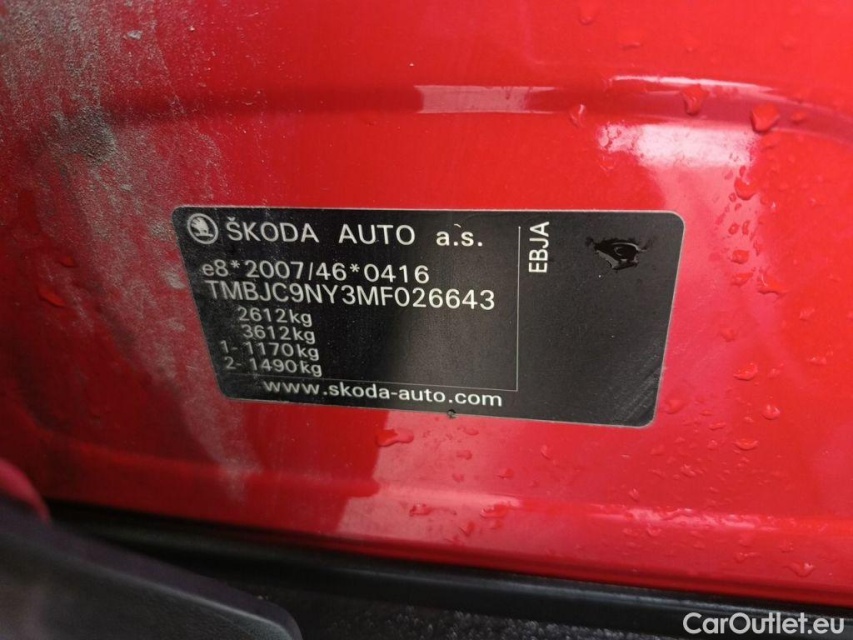 ŠKODA AUTO a.s.
e8*2007/46*0416
TMBJC9NY3MF026643
2612kg
3612kg
1- 1170kg
2- 1490kg
www.skoda-auto.com
EBJA
CarOutlet.eu